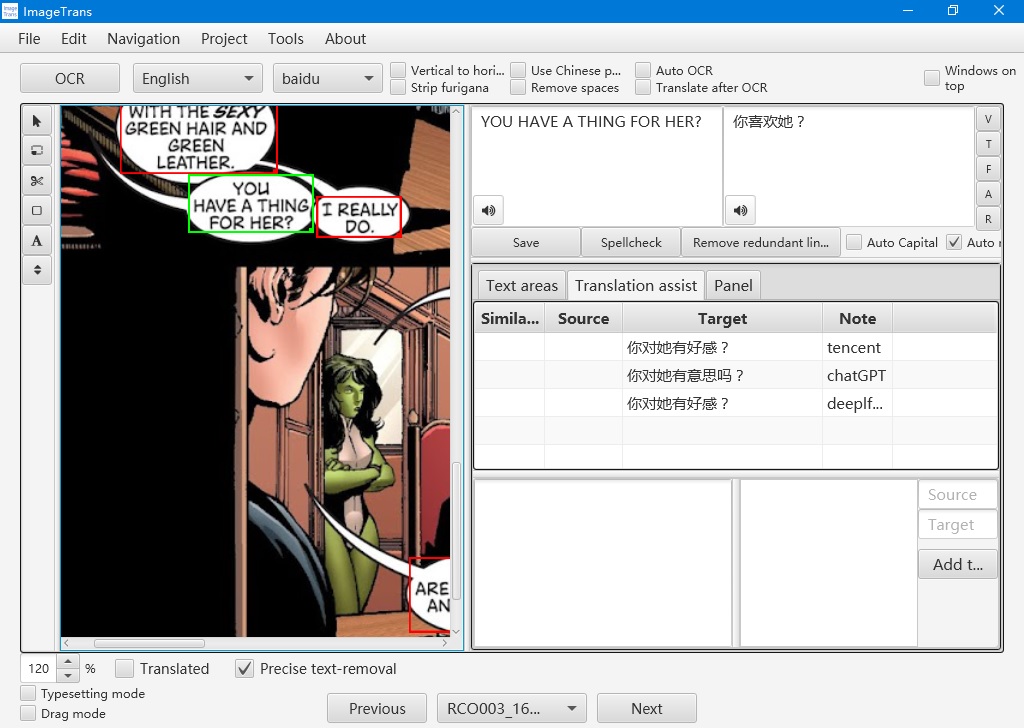 ImageTrans
File Edit Navigation Project Tools About
OCR
English
baidu
Vertical to hori...
Strip furigana
Use Chinese p...
Remove spaces
Auto OCR
Translate after OCR
Windows on
top
WITH THE SEXY
GREEN HAIR AND
GREEN
LEATHER.
YOU
HAVE A THING
FOR HER?
I REALLY
DO.
ARE
AN
A
YOU HAVE A THING FOR HER?
你喜欢她？
V
T
F
A
R
Save
Spellcheck
Remove redundant lin...
Auto Capital
Auto
Text areas
Translation assist
Panel
Simila... Source Target Note
你对她有好感？ tencent
你对她有意思吗？ chatGPT
你对她有好感？ deeplf...
Source
Target
Add t...
120 %
Translated
Precise text-removal
Typesetting mode
Drag mode
Previous
RCO003_16...
Next